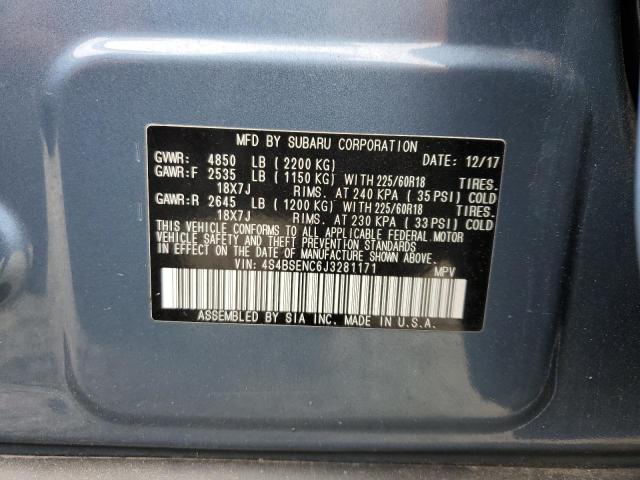 MFD BY SUBARU CORPORATION
GVWR: 4850 LB (2200 KG) DATE: 12/17
GAWR:F 2535 LB (1150 KG) WITH 225/60R18 TIRES.
18X7J RIMS. AT 240 KPA (35 PSI) COLD
GAWR:R 2645 LB (1200 KG) WITH 225/60R18 TIRES.
18X7J RIMS. AT 230 KPA (33 PSI) COLD
THIS VEHICLE CONFORMS TO ALL APPLICABLE FEDERAL MOTOR
VEHICLE SAFETY AND THEFT PREVENTION STANDARDS
IN EFFECT ON THE DATE OF MANUFACTURE SHOWN ABOVE.
VIN: 4S4BSENC6J3281171 MPV
ASSEMBLED BY SIA INC. MADE IN U.S.A.